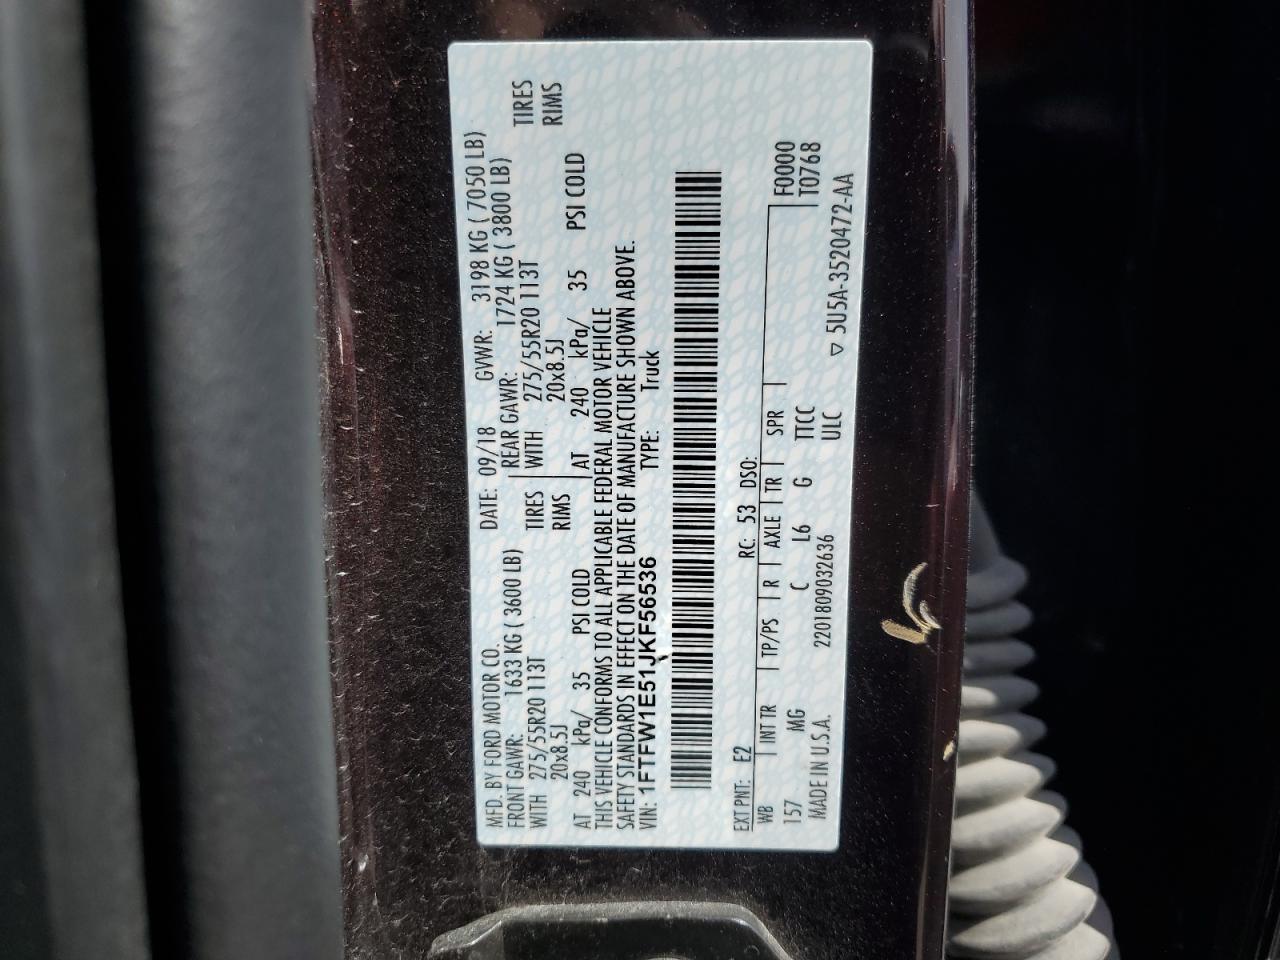 MFD. BY FORD MOTOR CO.
DATE: 09/18 GVWR: 3198 KG ( 7050 LB)
FRONT GAWR: 1633 KG ( 3600 LB)
REAR GAWR: 1724 KG ( 3800 LB)
WITH 275/55R20 113T TIRES
WITH 275/55R20 113T TIRES
20x8.5J RIMS
20x8.5J RIMS
AT 240 kPa/ 35 PSI COLD
AT 240 kPa/ 35 PSI COLD
THIS VEHICLE CONFORMS TO ALL APPLICABLE FEDERAL MOTOR VEHICLE
SAFETY STANDARDS IN EFFECT ON THE DATE OF MANUFACTURE SHOWN ABOVE.
VIN: 1FTFW1E51JKF56536
TYPE: Truck
EXT PNT: E2 RC: 53 DSO:
WB INT TR TP/PS R AXLE TR SPR F0000
157 MG C L6 G TTCC T0768
MADE IN U.S.A. 220180903​2636 ULC
▽ 5U5A-3520472-AA